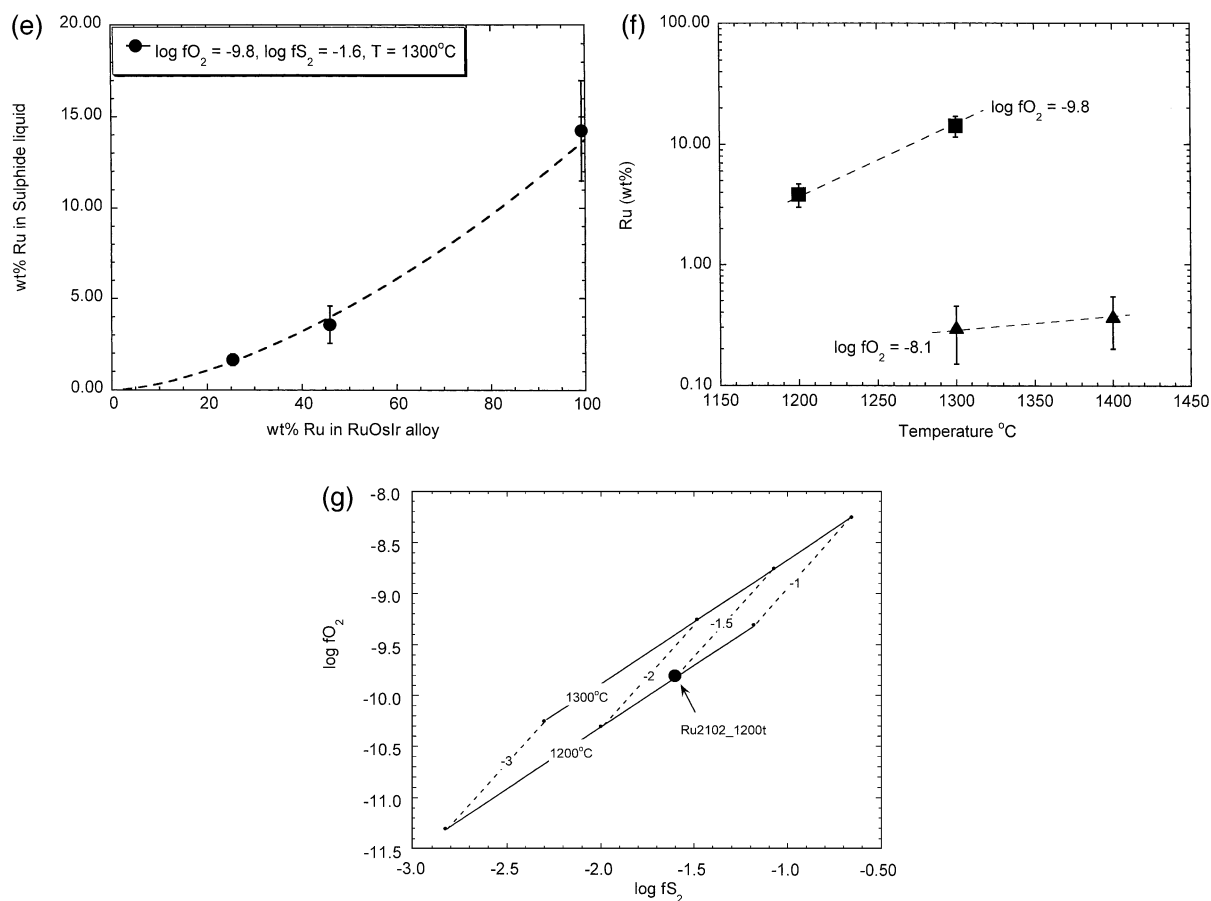 (e)
20.00
log fO2 = -9.8, log fS2 = -1.6, T = 1300oC
15.00
10.00
5.00
0.00
wt% Ru in Sulphide liquid
0 20 40 60 80 100
wt% Ru in RuOsIr alloy
(f)
100.00
10.00
1.00
0.10
Ru (wt%)
log fO2 = -9.8
log fO2 = -8.1
1150 1200 1250 1300 1350 1400 1450
Temperature oC
(g)
-8.0
-8.5
-9.0
-9.5
-10.0
-10.5
-11.0
-11.5
log fO2
-1
-1.5
-2
1300oC
Ru2102_1200t
1200oC
-3
-3.0 -2.5 -2.0 -1.5 -1.0 -0.50
log fS2